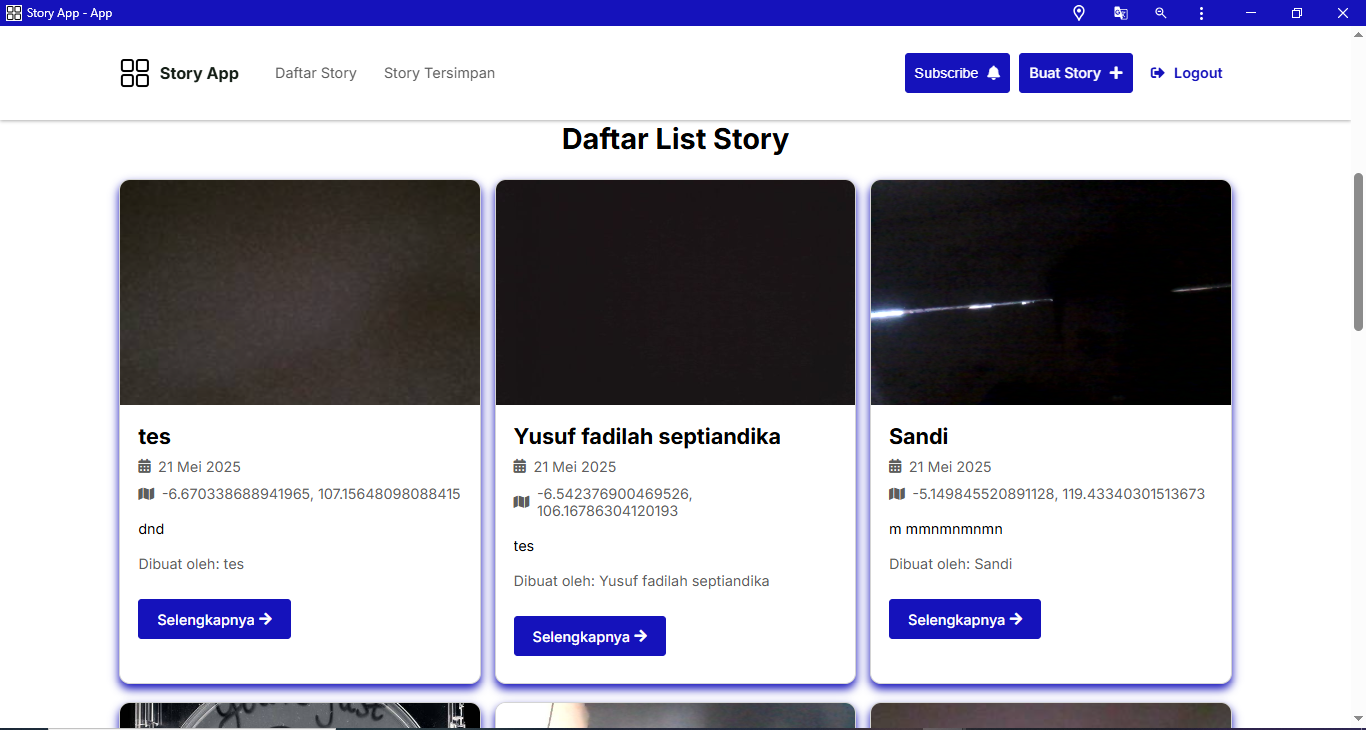 Story App - App
Story App
Daftar Story
Story Tersimpan
Subscribe
Buat Story
Logout
Daftar List Story
tes
21 Mei 2025
-6.670338688941965, 107.15648098088415
dnd
Dibuat oleh: tes
Selengkapnya
Yusuf fadilah septiandika
21 Mei 2025
-6.542376900469526,
106.16786304120193
tes
Dibuat oleh: Yusuf fadilah septiandika
Selengkapnya
Sandi
21 Mei 2025
-5.149845520891128, 119.43340301513673
m mmnmnmnmn
Dibuat oleh: Sandi
Selengkapnya